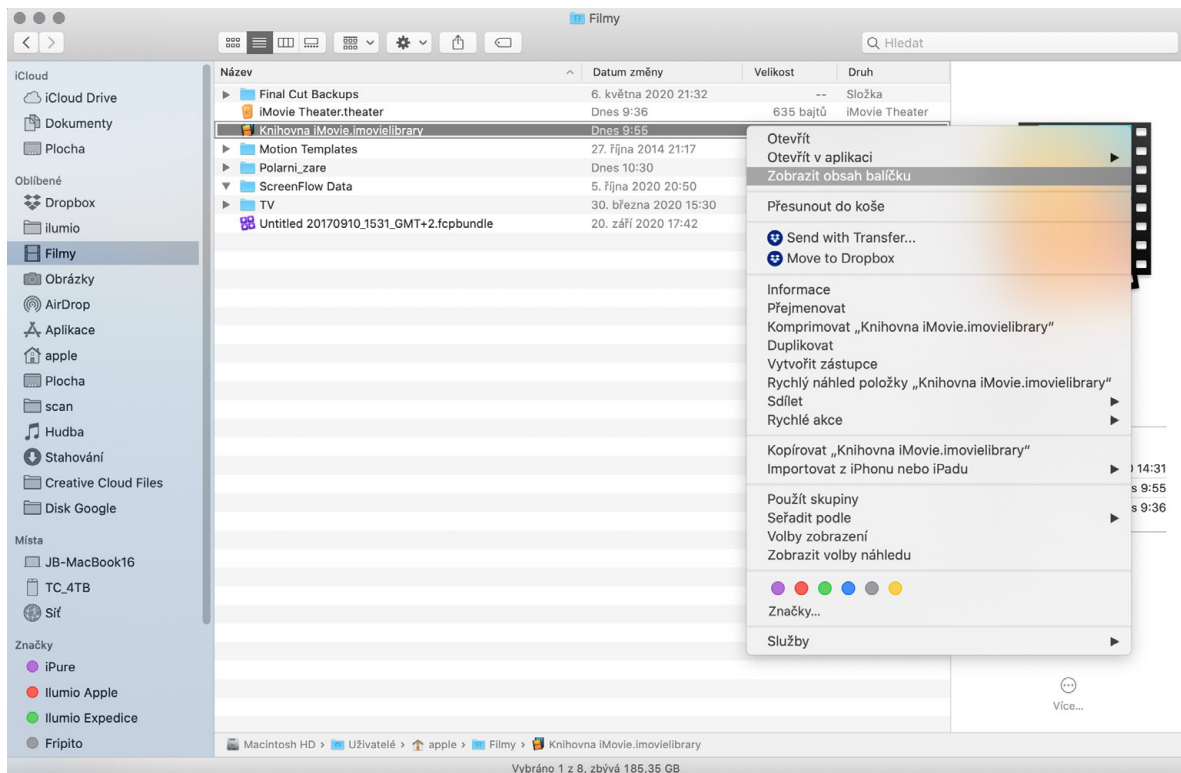 Filmy
Hledat
iCloud
iCloud Drive
Dokumenty
Plocha
Oblíbené
Dropbox
ilumio
Filmy
Obrázky
AirDrop
Aplikace
apple
Plocha
scan
Hudba
Stahování
Creative Cloud Files
Disk Google
Místa
JB-MacBook16
TC_4TB
Síť
Značky
iPure
Ilumio Apple
Ilumio Expedice
Fripito
Název Datum změny Velikost Druh
Final Cut Backups 6. května 2020 21:32 -- Složka
iMovie Theater.theater Dnes 9:36 635 bajtů iMovie Theater
Knihovna iMovie.imovielibrary Dnes 9:55
Motion Templates 27. října 2014 21:17
Polarni_zare Dnes 10:30
ScreenFlow Data 5. října 2020 20:50
TV 30. března 2020 15:30
Untitled 20170910_1531_GMT+2.fcpbundle 20. září 2020 17:42
Otevřít
Otevřít v aplikaci
Zobrazit obsah balíčku
Přesunout do koše
Send with Transfer...
Move to Dropbox
Informace
Přejmenovat
Komprimovat „Knihovna iMovie.imovielibrary“
Duplikovat
Vytvořit zástupce
Rychlý náhled položky „Knihovna iMovie.imovielibrary“
Sdílet
Rychlé akce
Kopírovat „Knihovna iMovie.imovielibrary“
Importovat z iPhonu nebo iPadu
Použít skupiny
Seřadit podle
Volby zobrazení
Zobrazit volby náhledu
Značky...
Služby
14:31
9:55
9:36
Více...
Macintosh HD › Uživatelé › apple › Filmy › Knihovna iMovie.imovielibrary
Vybráno 1 z 8, zbývá 185,35 GB